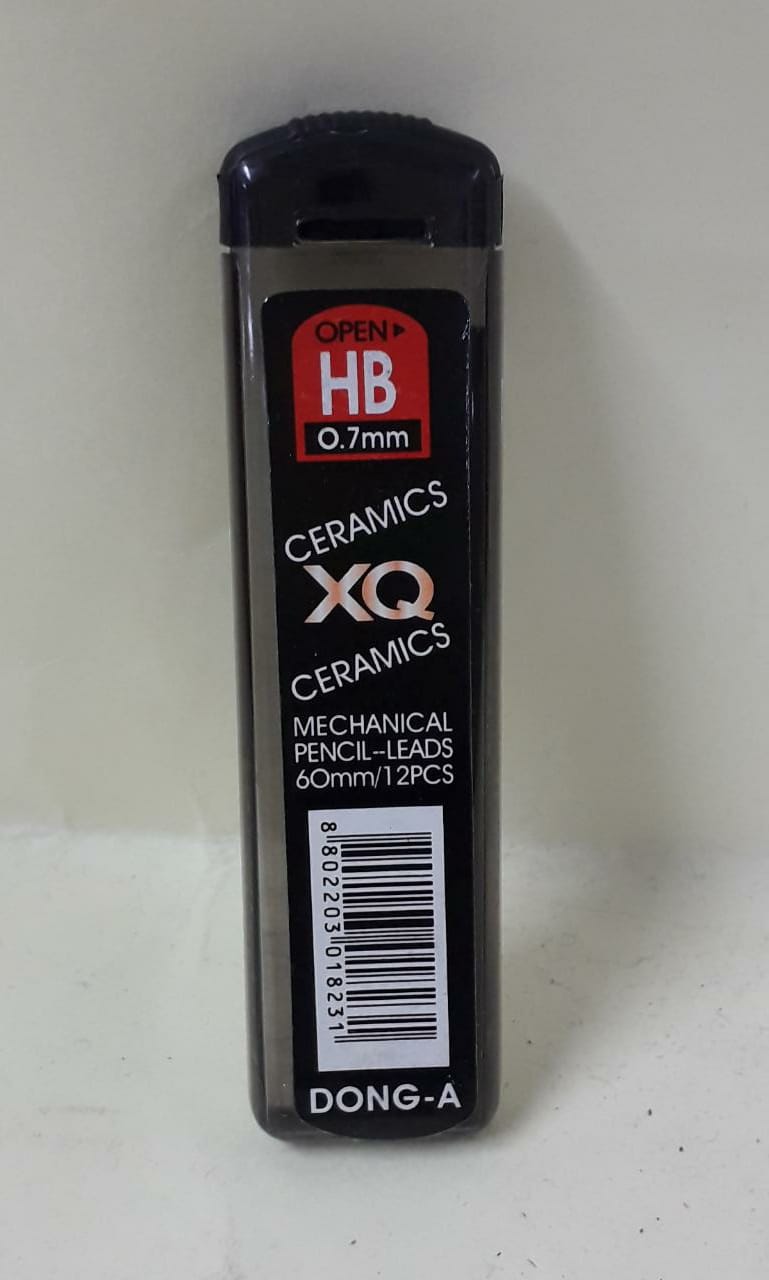 OPEN▶
HB
0.7mm
CERAMICS
XQ
CERAMICS
MECHANICAL
PENCIL--LEADS
60mm/12PCS
8 802203 018231
DONG-A